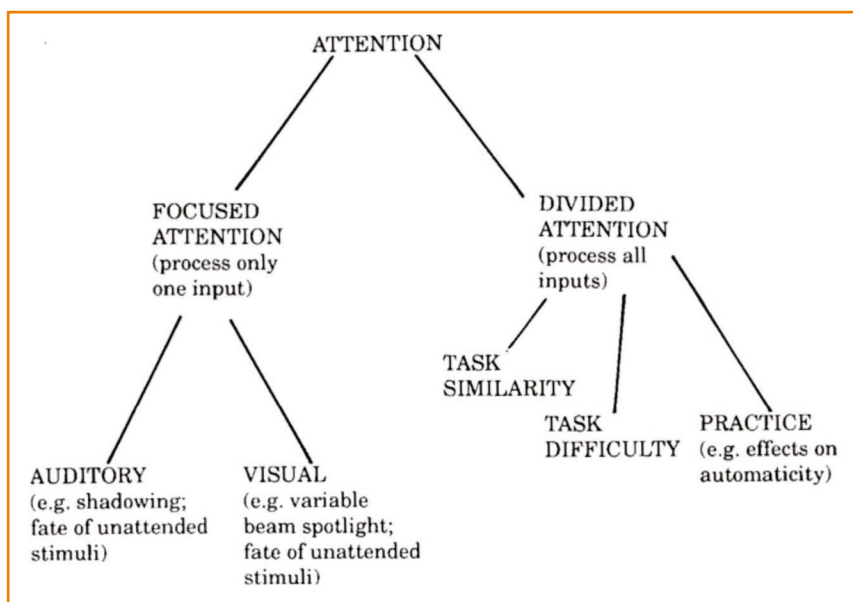 ATTENTION
FOCUSED
ATTENTION
(process only
one input)
DIVIDED
ATTENTION
(process all
inputs)
TASK
SIMILARITY
TASK
DIFFICULTY
PRACTICE
(e.g. effects on
automaticity)
AUDITORY
(e.g. shadowing;
fate of unattended
stimuli)
VISUAL
(e.g. variable
beam spotlight;
fate of unattended
stimuli)